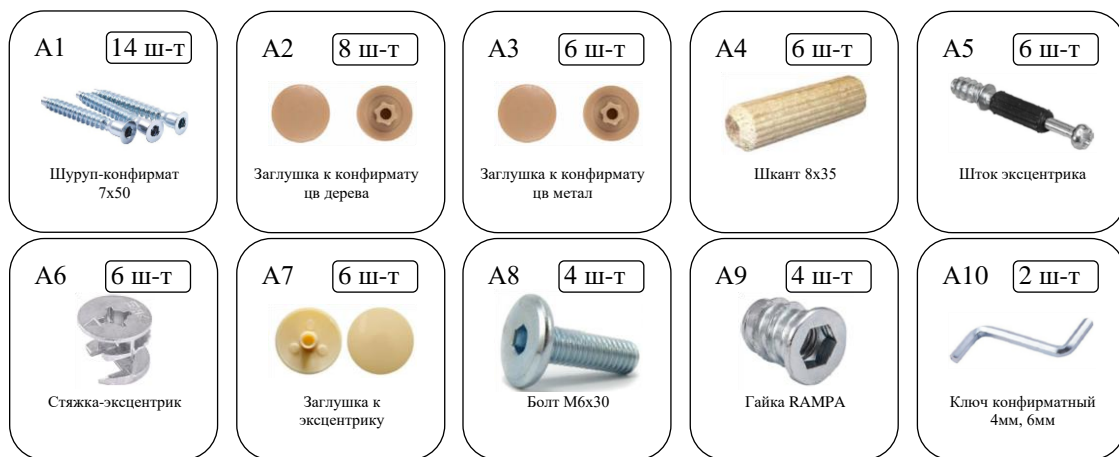 A1 14 ш-т
Шуруп-конфирмат
7x50
A2 8 ш-т
Заглушка к конфирмату
цв дерева
A3 6 ш-т
Заглушка к конфирмату
цв метал
A4 6 ш-т
Шкант 8x35
A5 6 ш-т
Шток эксцентрика
A6 6 ш-т
Стяжка-эксцентрик
A7 6 ш-т
Заглушка к
эксцентрику
A8 4 ш-т
Болт М6х30
A9 4 ш-т
Гайка RAMPA
A10 2 ш-т
Ключ конфирматный
4мм, 6мм